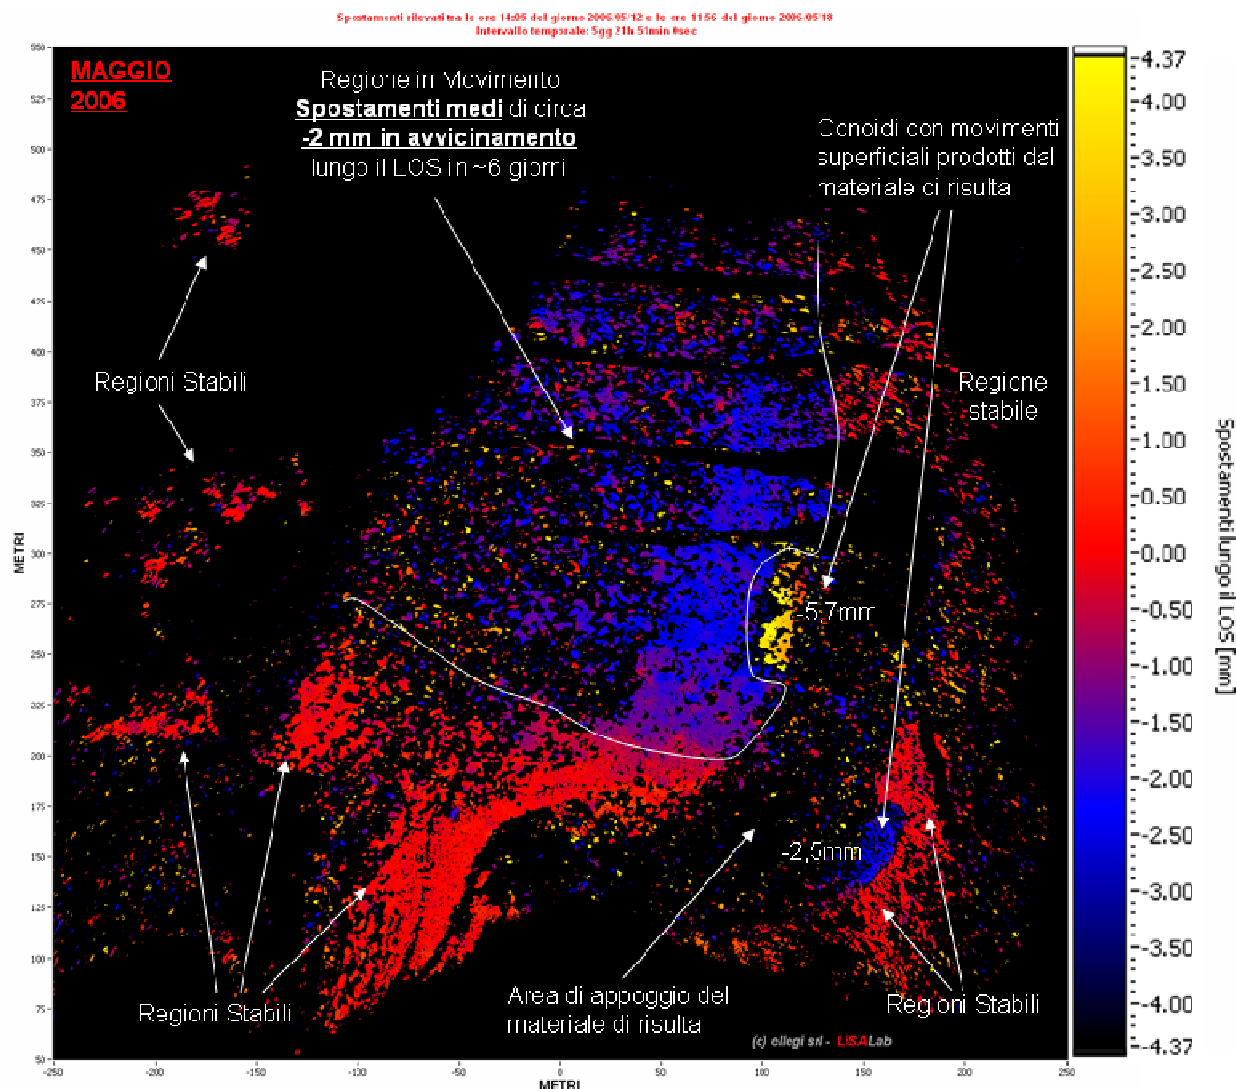 Spostamenti rilevati tra le ore 14:05 del giorno 2006/05/12 e le ore 11:56 del giorno 2006/05/18
Intervallo temporale: 5gg 21h 51min 0sec
MAGGIO
2006
Regione in Movimento
Spostamenti medi di circa
-2 mm in avvicinamento
lungo il LOS in ~6 giorni
Conoidi con movimenti
superficiali prodotti dal
materiale di risulta
Regioni Stabili
Regione
stabile
-5,7mm
-2,5mm
Regioni Stabili
Area di appoggio del
materiale di risulta
Regioni Stabili
(c) ellegi srl - LISALab
METRI
550
525
500
475
450
425
400
375
350
325
300
275
250
225
200
175
150
125
100
75
50
-250
-200
-150
-100
-50
0
50
100
150
200
250
METRI
4.37
4.00
3.50
3.00
2.50
2.00
1.50
1.00
0.50
0.00
-0.50
-1.00
-1.50
-2.00
-2.50
-3.00
-3.50
-4.00
-4.37
Spostamenti lungo il LOS [mm]